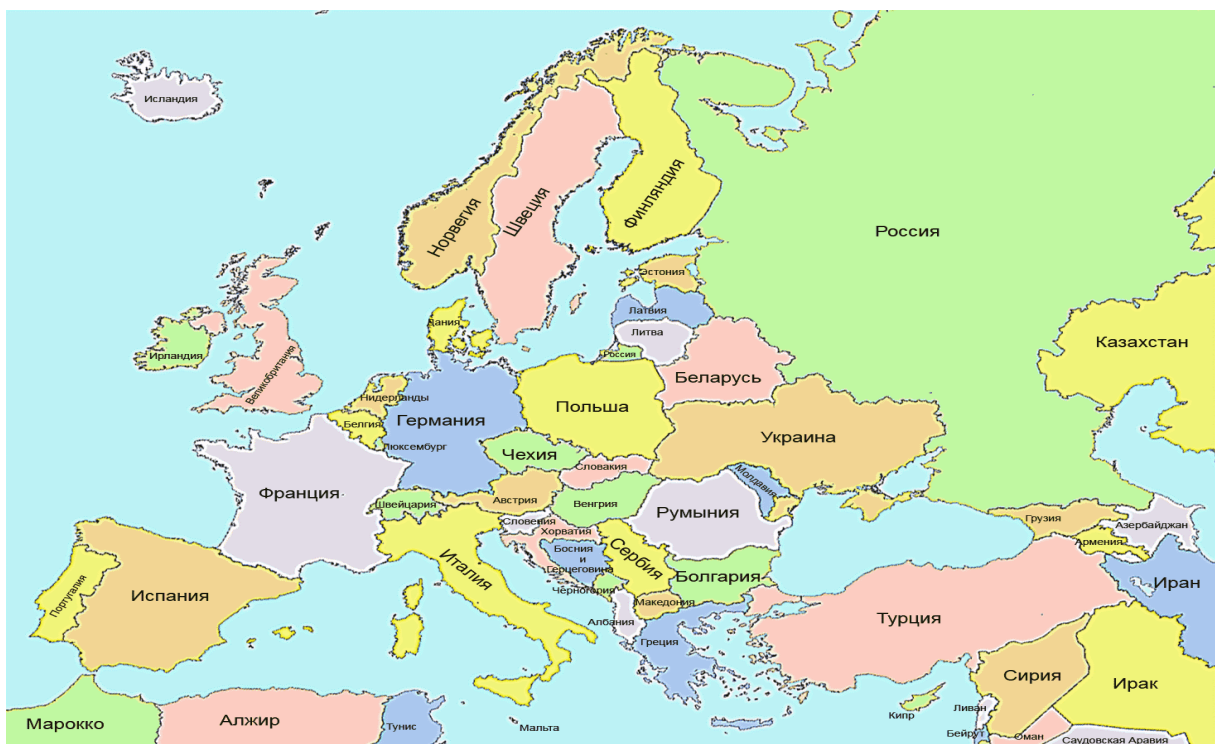 Исландия
Норвегия
Швеция
Финляндия
Россия
Эстония
Латвия
Литва
Россия
Дания
Ирландия
Великобритания
Нидерланды
Бельгия
Люксембург
Германия
Польша
Беларусь
Казахстан
Украина
Чехия
Словакия
Молдавия
Франция
Швейцария
Австрия
Венгрия
Румыния
Словения
Хорватия
Босния
и
Герцеговина
Сербия
Черногория
Болгария
Македония
Албания
Греция
Италия
Испания
Португалия
Грузия
Азербайджан
Армения
Иран
Турция
Сирия
Ирак
Кипр
Ливан
Бейрут
Оман
Саудовская Аравия
Марокко
Алжир
Тунис
Мальта